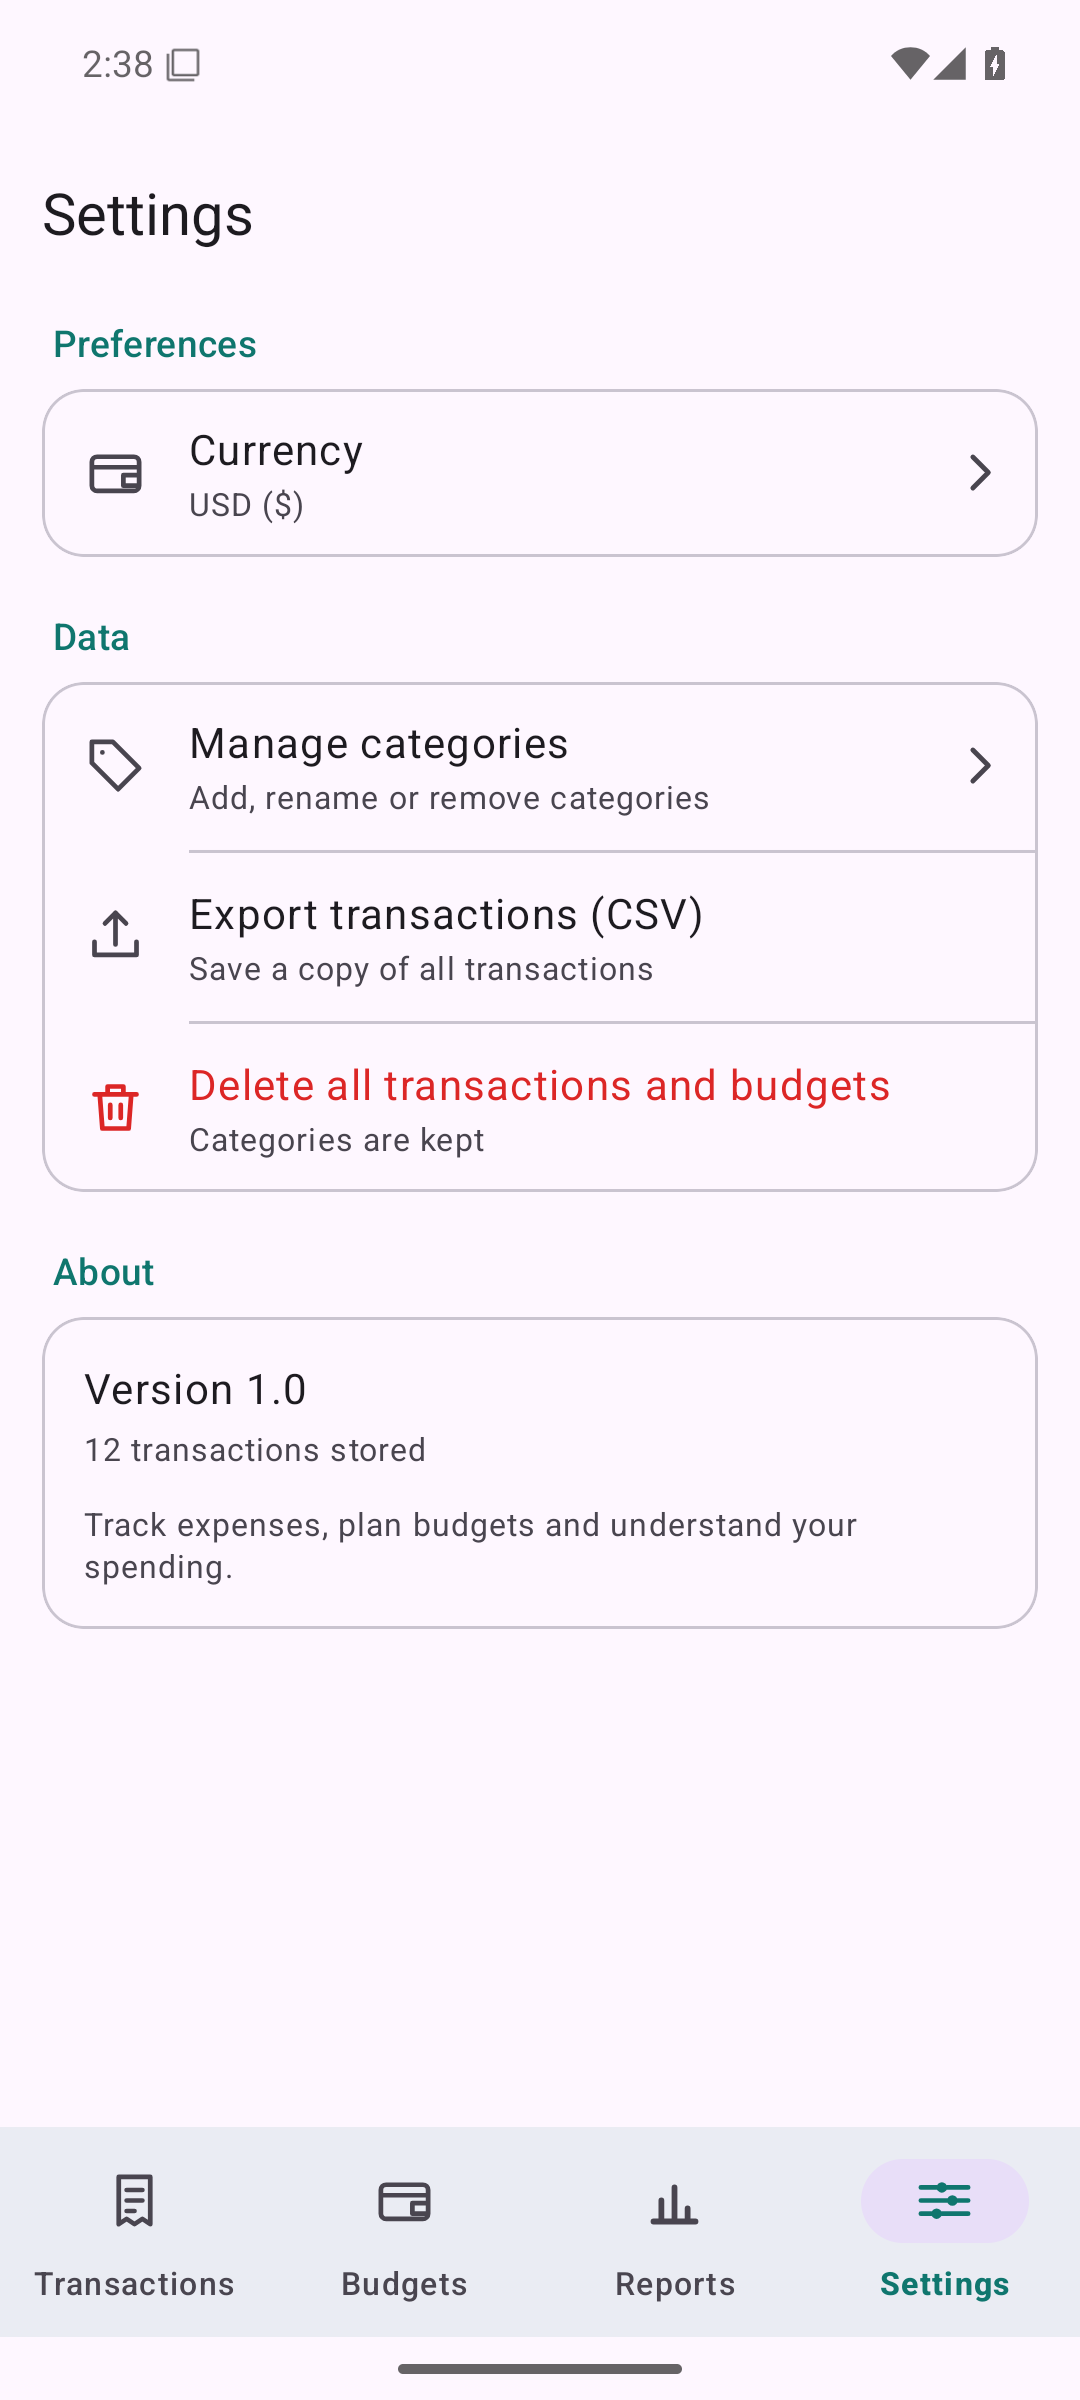 2:38
Settings
Preferences
Currency
USD ($)
Data
Manage categories
Add, rename or remove categories
Export transactions (CSV)
Save a copy of all transactions
Delete all transactions and budgets
Categories are kept
About
Version 1.0
12 transactions stored
Track expenses, plan budgets and understand your
spending.
Transactions
Budgets
Reports
Settings